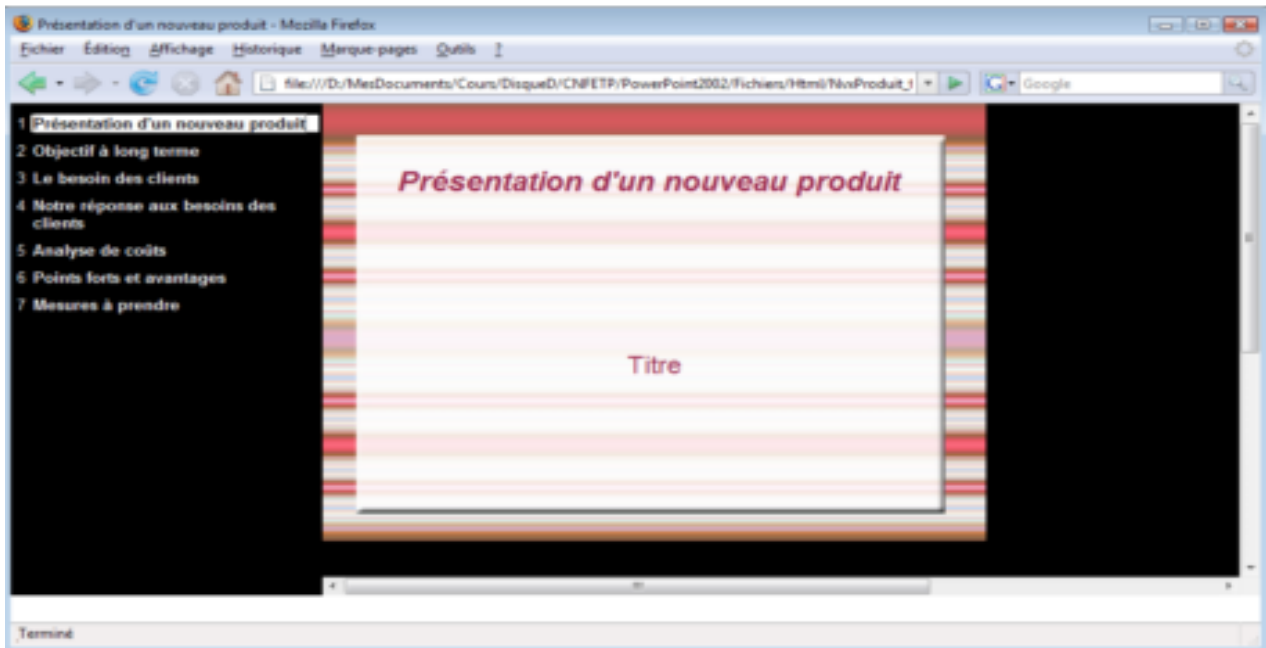 Présentation d'un nouveau produit - Mozilla Firefox
Fichier Édition Affichage Historique Marque-pages Outils ?
file:///D:/MesDocuments/Cours/DisqueD/CNFETP/PowerPoint2002/Fichiers/Html/NvxProduit_f
Google
1 Présentation d'un nouveau produit
2 Objectif à long terme
3 Le besoin des clients
4 Notre réponse aux besoins des
clients
5 Analyse de coûts
6 Points forts et avantages
7 Mesures à prendre
Présentation d'un nouveau produit
Titre
Terminé